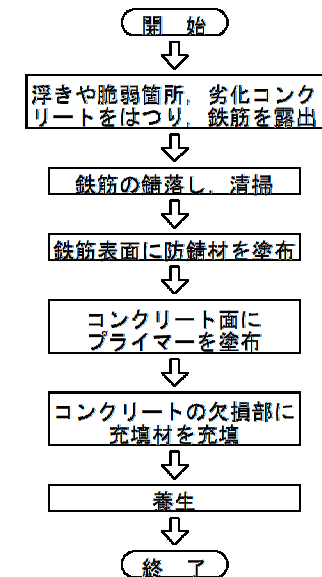 開　始
浮きや脆弱箇所，劣化コンク
リートをはつり，鉄筋を露出
鉄筋の錆落し，清掃
鉄筋表面に防錆材を塗布
コンクリート面に
プライマーを塗布
コンクリートの欠損部に
充填材を充填
養生
終　了